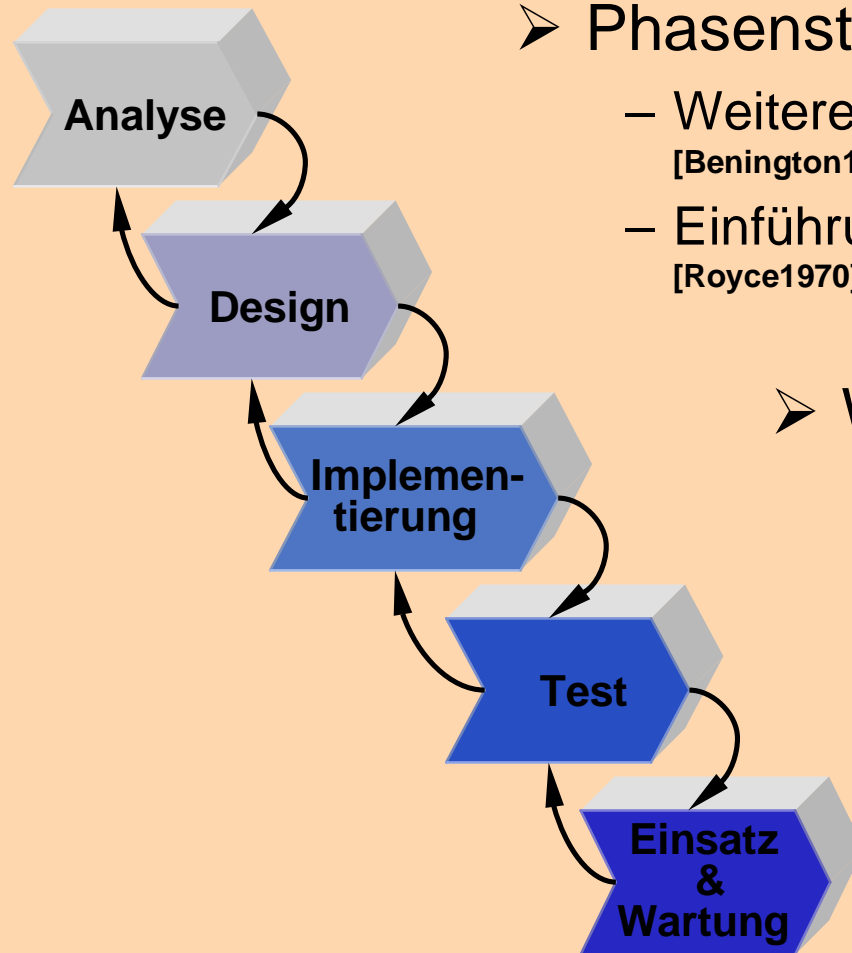 Analyse
Design
Implemen-
tierung
Test
Einsatz
&
Wartung
➢ Phasenst
– Weitere
[Benington1
– Einführu
[Royce1970]
➢